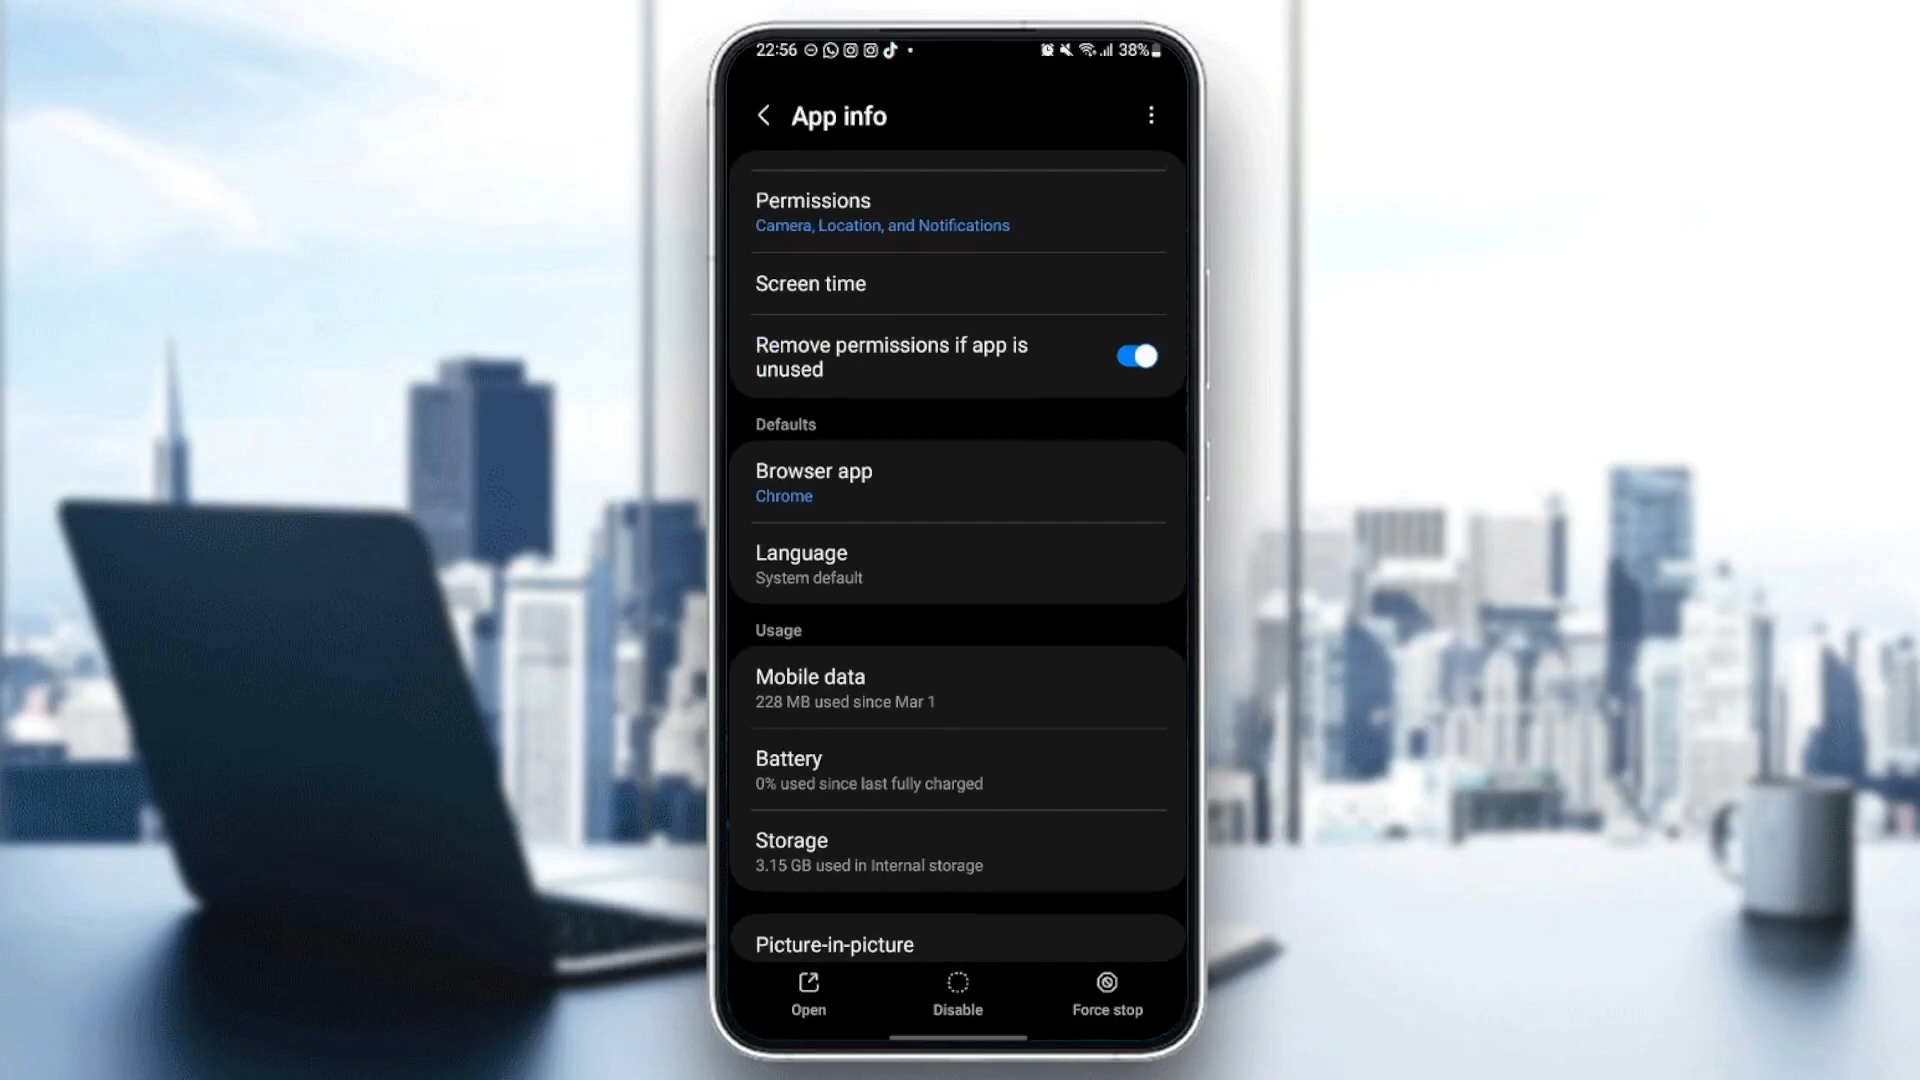 22:56
38%
App info
Permissions
Camera, Location, and Notifications
Screen time
Remove permissions if app is
unused
Defaults
Browser app
Chrome
Language
System default
Usage
Mobile data
228 MB used since Mar 1
Battery
0% used since last fully charged
Storage
3.15 GB used in Internal storage
Picture-in-picture
Open
Disable
Force stop